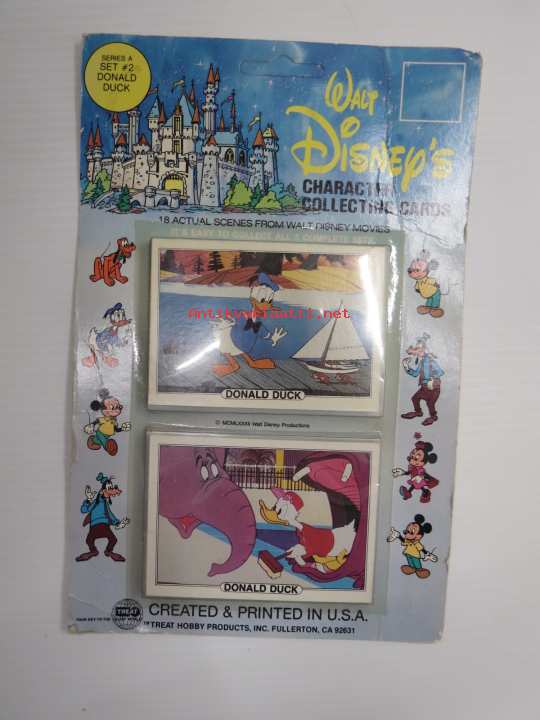 SERIES A
SET #2
DONALD
DUCK
WALT
DISNEY'S
CHARACTER
COLLECTING CARDS
18 ACTUAL SCENES FROM WALT DISNEY MOVIES
IT'S EASY TO COLLECT ALL COMPLETE SETS.
Antikvariaatti.net
DONALD DUCK
Walt Disney Productions
DONALD DUCK
TREAT
CREATED & PRINTED IN U.S.A.
TREAT HOBBY PRODUCTS, INC. FULLERTON, CA 92631